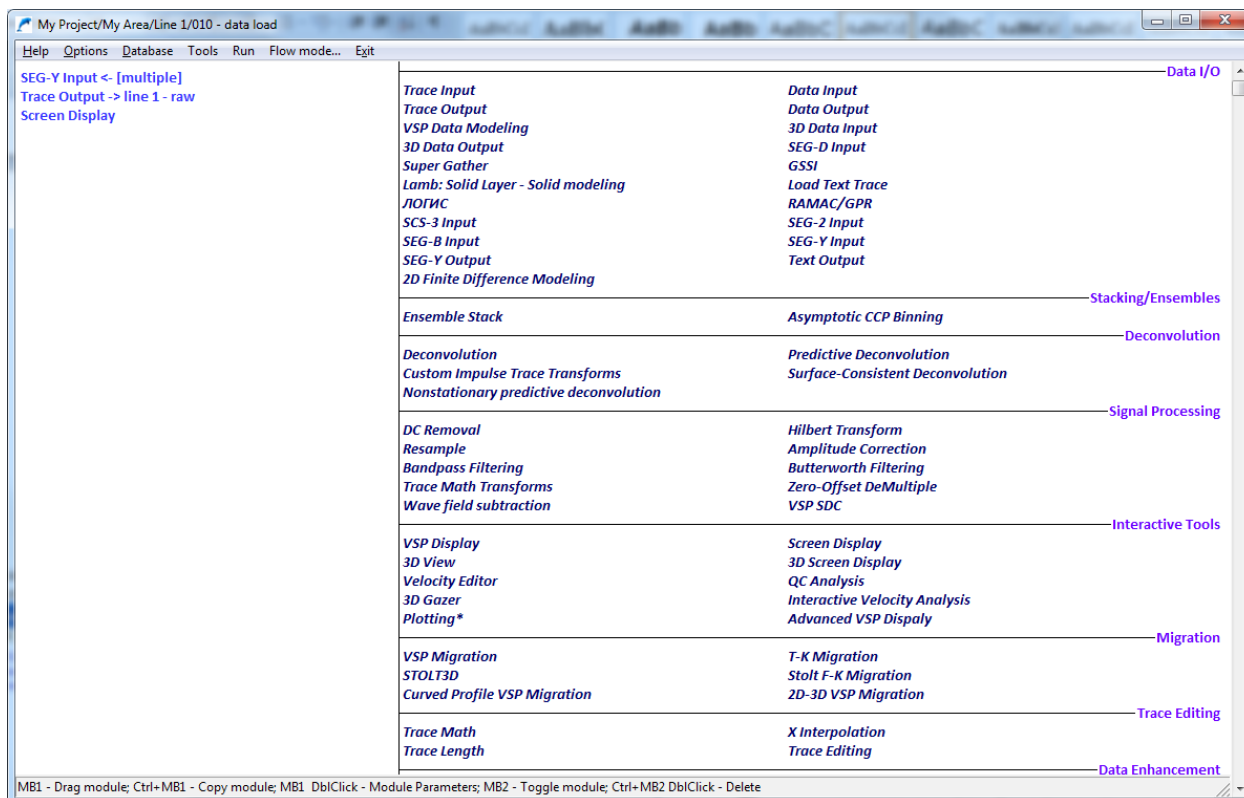 My Project/My Area/Line 1/010 - data load
Help Options Database Tools Run Flow mode... Exit
SEG-Y Input <- [multiple]
Trace Output -> line 1 - raw
Screen Display
Data I/O
Trace Input Data Input
Trace Output Data Output
VSP Data Modeling 3D Data Input
3D Data Output SEG-D Input
Super Gather GSSI
Lamb: Solid Layer - Solid modeling Load Text Trace
ЛОГИС RAMAC/GPR
SCS-3 Input SEG-2 Input
SEG-B Input SEG-Y Input
SEG-Y Output Text Output
2D Finite Difference Modeling
Stacking/Ensembles
Ensemble Stack Asymptotic CCP Binning
Deconvolution
Deconvolution Predictive Deconvolution
Custom Impulse Trace Transforms Surface-Consistent Deconvolution
Nonstationary predictive deconvolution
Signal Processing
DC Removal Hilbert Transform
Resample Amplitude Correction
Bandpass Filtering Butterworth Filtering
Trace Math Transforms Zero-Offset DeMultiple
Wave field subtraction VSP SDC
Interactive Tools
VSP Display Screen Display
3D View 3D Screen Display
Velocity Editor QC Analysis
3D Gazer Interactive Velocity Analysis
Plotting* Advanced VSP Dispaly
Migration
VSP Migration T-K Migration
STOLT3D Stolt F-K Migration
Curved Profile VSP Migration 2D-3D VSP Migration
Trace Editing
Trace Math X Interpolation
Trace Length Trace Editing
Data Enhancement
MB1 - Drag module; Ctrl+MB1 - Copy module; MB1 DblClick - Module Parameters; MB2 - Toggle module; Ctrl+MB2 DblClick - Delete